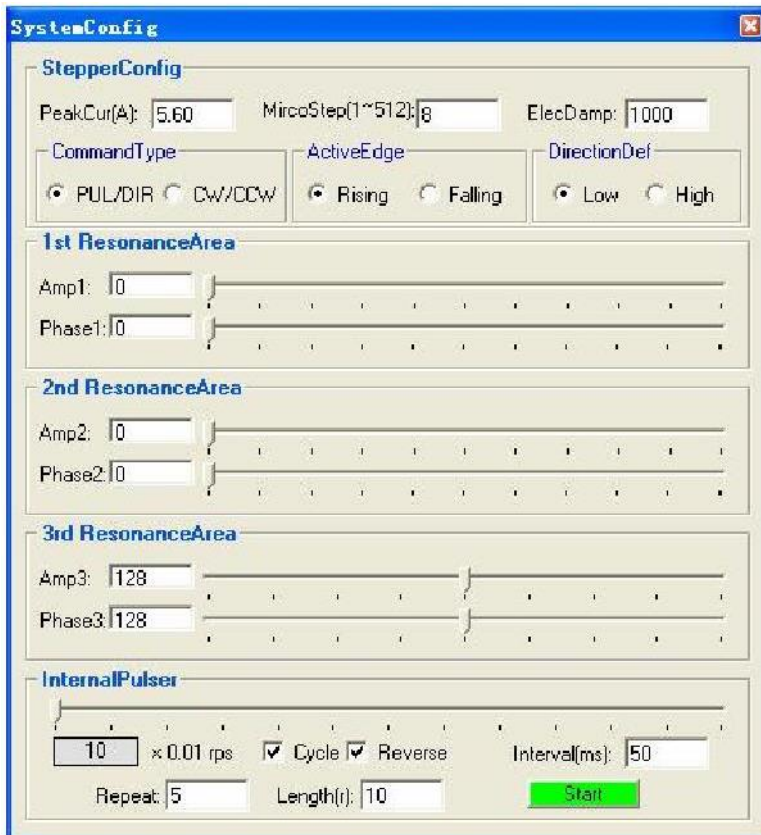 SystemConfig
StepperConfig
PeakCur(A): 5.60 MircoStep(1~512): 8 ElecDamp: 1000
CommandType ActiveEdge DirectionDef
PUL/DIR CW/CCW Rising Falling Low High
1st ResonanceArea
Amp1: 0
Phase1: 0
2nd ResonanceArea
Amp2: 0
Phase2: 0
3rd ResonanceArea
Amp3: 128
Phase3: 128
InternalPulser
10 × 0.01 rps Cycle Reverse Interval(ms): 50
Repeat: 5 Length(r): 10 Start